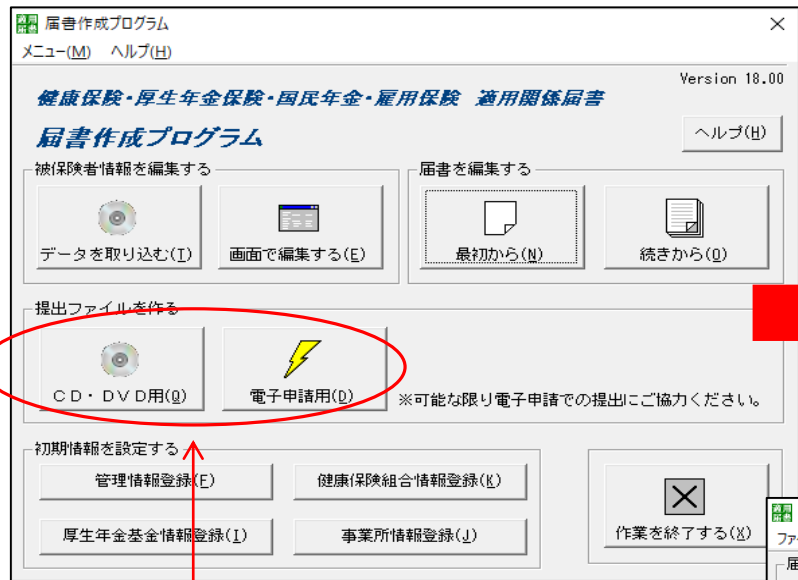 届書作成プログラム
メニュー(M) ヘルプ(H)
Version 18.00
健康保険・厚生年金保険・国民年金・雇用保険 適用関係届書
届書作成プログラム
ヘルプ(H)
被保険者情報を編集する
届書を編集する
データを取り込む(T)
画面で編集する(E)
最初から(N)
続きから(O)
提出ファイルを作る
CD・DVD用(Q)
電子申請用(D)
※可能な限り電子申請での提出にご協力ください。
初期情報を設定する
管理情報登録(F)
健康保険組合情報登録(K)
厚生年金基金情報登録(I)
事業所情報登録(J)
作業を終了する(X)
ファ
届